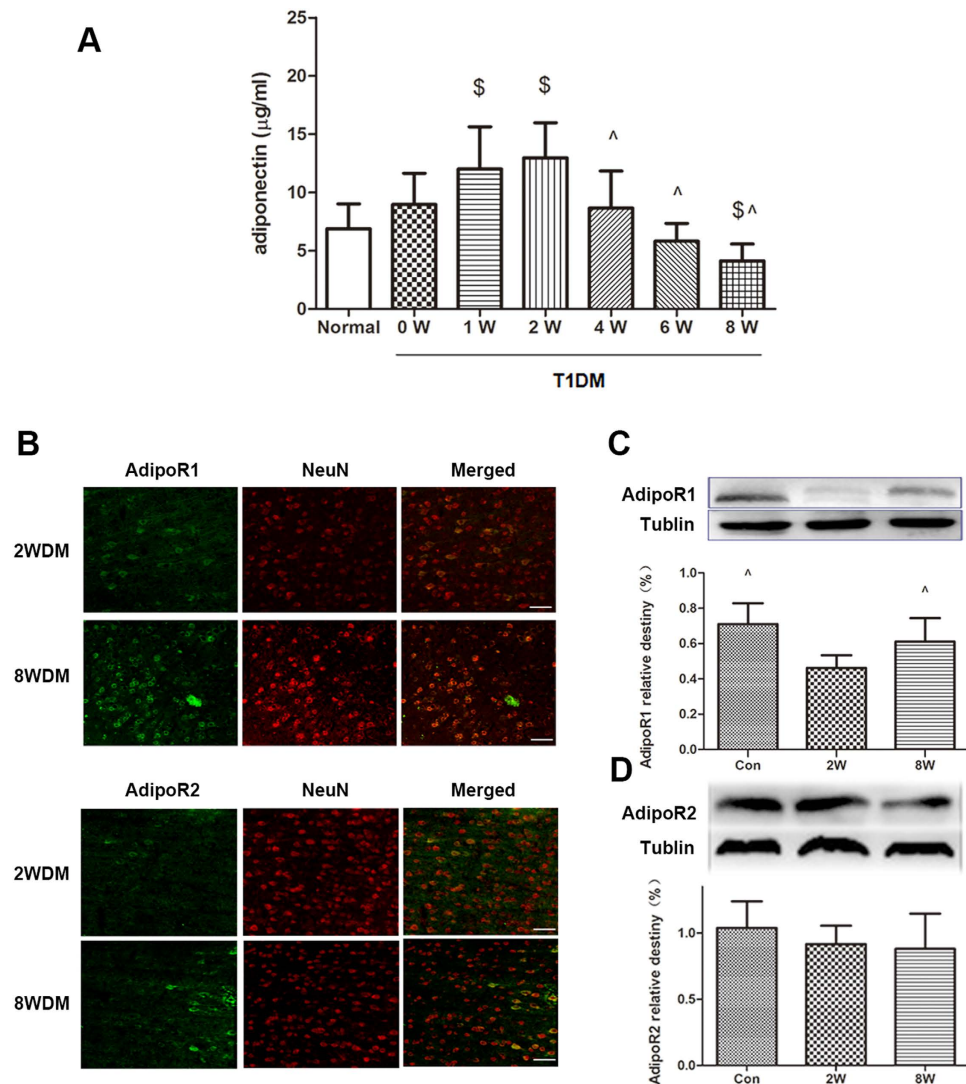 A
25
20
15
10
5
0
adiponectin (μg/ml)
$
$
^
^
$ ^
Normal
0 W
1 W
2 W
4 W
6 W
8 W
T1DM
B
AdipoR1
NeuN
Merged
2WDM
8WDM
AdipoR2
NeuN
Merged
2WDM
8WDM
C
AdipoR1
Tublin
AdipoR1 relative destiny (%)
1.0
0.8
0.6
0.4
0.2
0.0
^
^
Con
2W
8W
D
AdipoR2
Tublin
AdipoR2 relative destiny (%)
1.0
0.5
0.0
Con
2W
8W